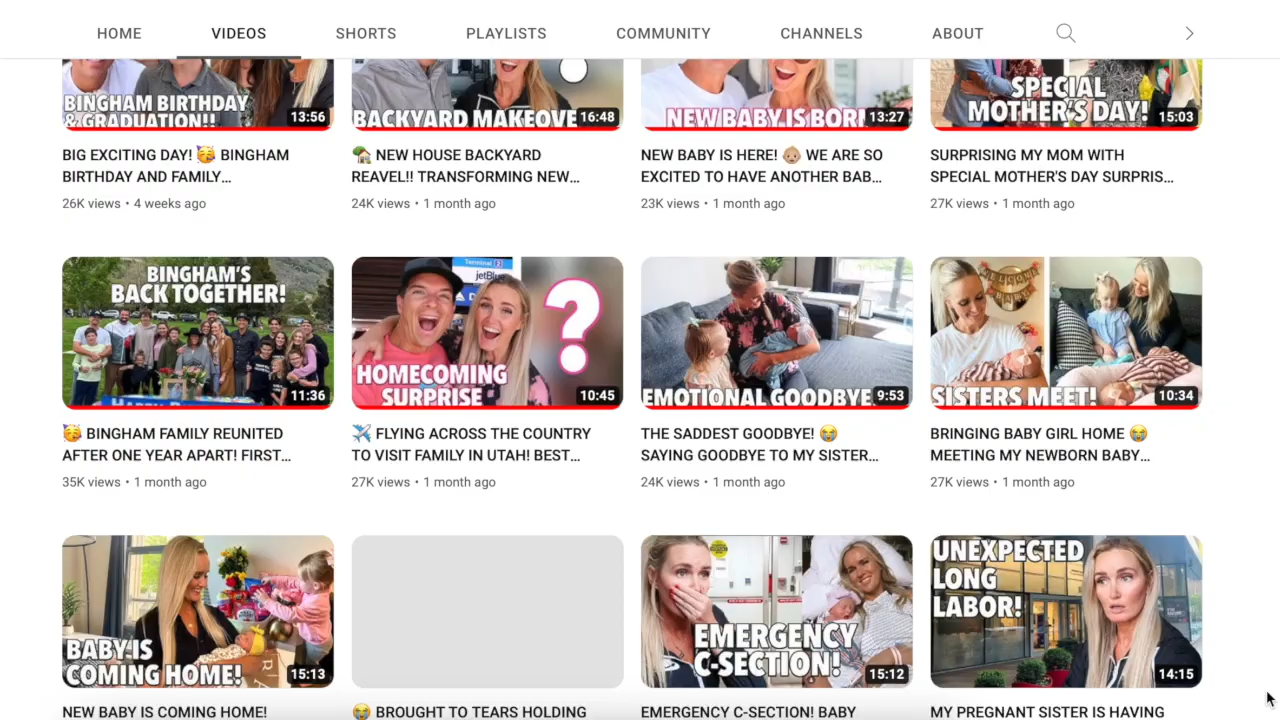 HOME VIDEOS SHORTS PLAYLISTS COMMUNITY CHANNELS ABOUT
BINGHAM BIRTHDAY
& GRADUATION!!
13:56
BACKYARD MAKEOVE
16:48
NEW BABY IS BORN
13:27
SPECIAL
MOTHER'S DAY!
15:03
BIG EXCITING DAY! 🥳 BINGHAM
BIRTHDAY AND FAMILY...
26K views • 4 weeks ago
🏡 NEW HOUSE BACKYARD
REAVEL!! TRANSFORMING NEW...
24K views • 1 month ago
NEW BABY IS HERE! 👶🏼 WE ARE SO
EXCITED TO HAVE ANOTHER BAB...
23K views • 1 month ago
SURPRISING MY MOM WITH
SPECIAL MOTHER'S DAY SURPRIS...
27K views • 1 month ago
BINGHAM'S
BACK TOGETHER!
11:36
Terminal
jetBlue
?
HOMECOMING
SURPRISE
10:45
EMOTIONAL GOODBYE
9:53
SISTERS MEET!
10:34
🥳 BINGHAM FAMILY REUNITED
AFTER ONE YEAR APART! FIRST...
35K views • 1 month ago
✈️ FLYING ACROSS THE COUNTRY
TO VISIT FAMILY IN UTAH! BEST...
27K views • 1 month ago
THE SADDEST GOODBYE! 😭
SAYING GOODBYE TO MY SISTER...
24K views • 1 month ago
BRINGING BABY GIRL HOME 😭
MEETING MY NEWBORN BABY...
27K views • 1 month ago
BABY IS
COMING HOME!
15:13
EMERGENCY
C-SECTION!
15:12
UNEXPECTED
LONG
LABOR!
14:15
NEW BABY IS COMING HOME!
😭 BROUGHT TO TEARS HOLDING
EMERGENCY C-SECTION! BABY
MY PREGNANT SISTER IS HAVING